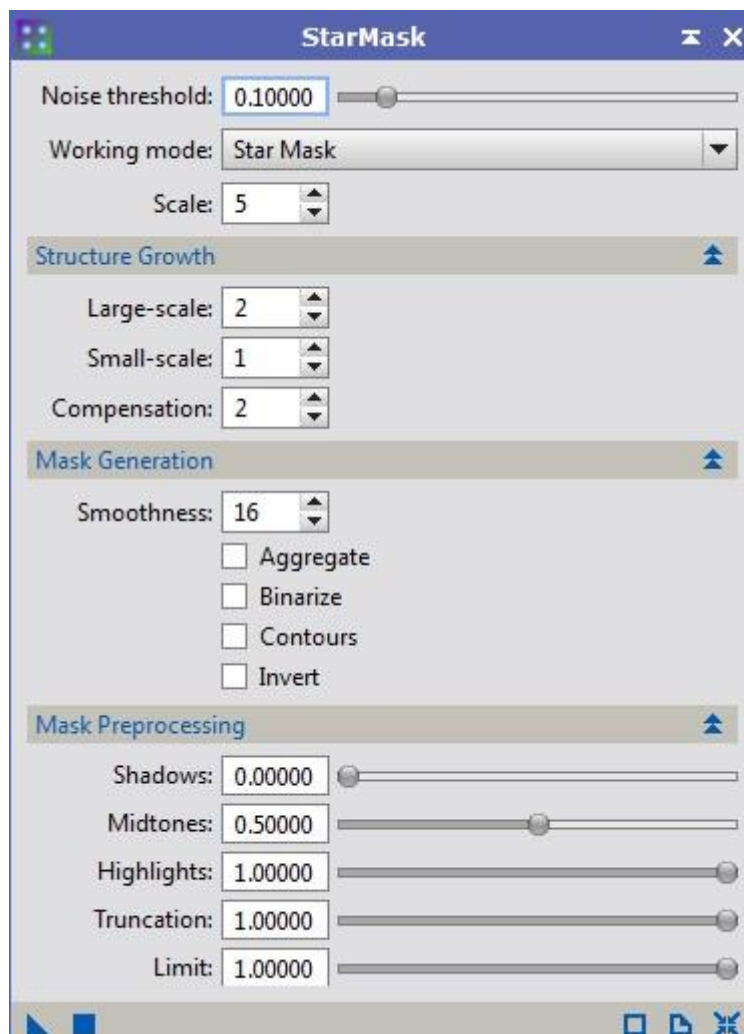 StarMask
Noise threshold: 0.10000
Working mode: Star Mask
Scale: 5
Structure Growth
Large-scale: 2
Small-scale: 1
Compensation: 2
Mask Generation
Smoothness: 16
Aggregate
Binarize
Contours
Invert
Mask Preprocessing
Shadows: 0.00000
Midtones: 0.50000
Highlights: 1.00000
Truncation: 1.00000
Limit: 1.00000